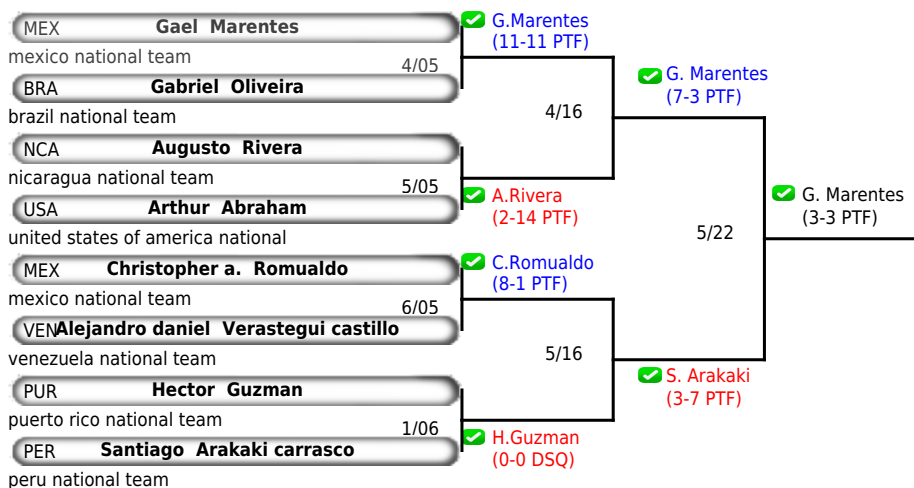 MEX Gael Marentes
mexico national team
4/05
BRA Gabriel Oliveira
brazil national team
G.Marentes
(11-11 PTF)
4/16
NCA Augusto Rivera
nicaragua national team
5/05
USA Arthur Abraham
united states of america national
A.Rivera
(2-14 PTF)
G. Marentes
(7-3 PTF)
5/22
G. Marentes
(3-3 PTF)
MEX Christopher a. Romualdo
mexico national team
6/05
VEN Alejandro daniel Verastegui castillo
venezuela national team
C.Romualdo
(8-1 PTF)
5/16
PUR Hector Guzman
puerto rico national team
1/06
PER Santiago Arakaki carrasco
peru national team
H.Guzman
(0-0 DSQ)
S. Arakaki
(3-7 PTF)